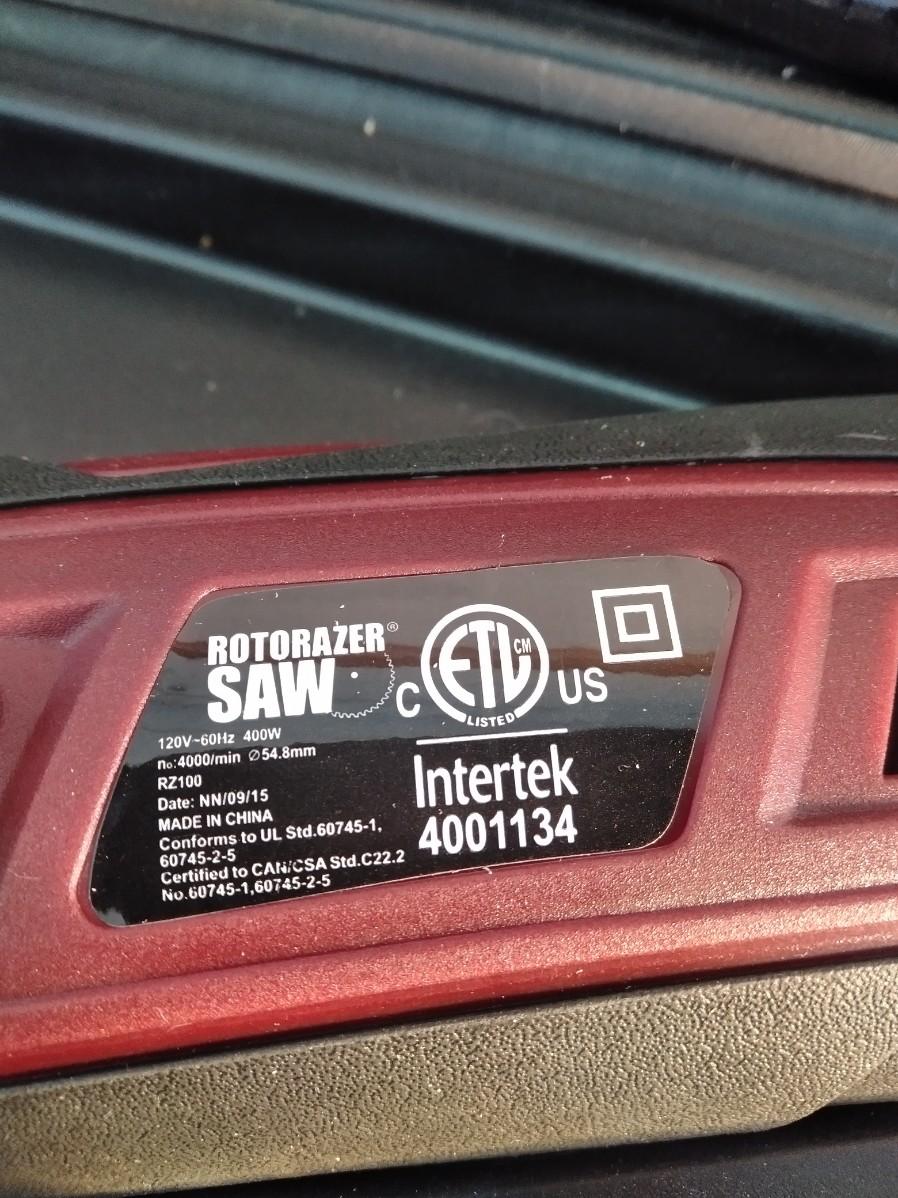 ROTORAZER®
SAW
120V~60Hz 400W
n₀:4000/min ∅54.8mm
RZ100
Date: NN/09/15
MADE IN CHINA
Conforms to UL Std.60745-1,
60745-2-5
Certified to CAN/CSA Std.C22.2
No.60745-1,60745-2-5
C ETL CM US
LISTED
Intertek
4001134